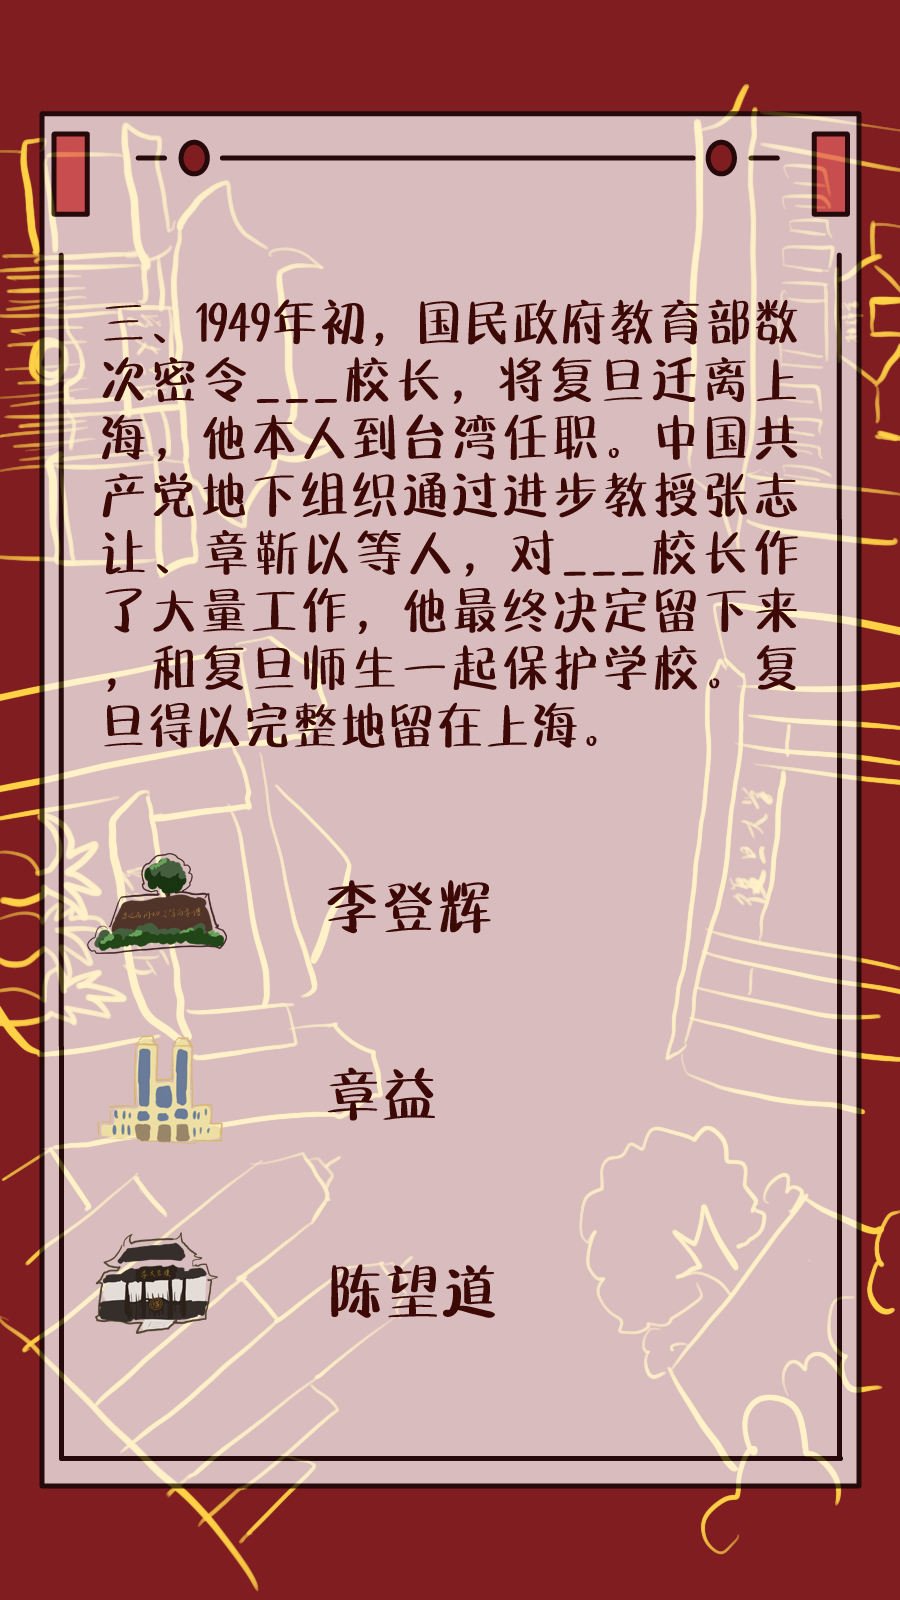 三、1949年初，国民政府教育部数
次密令___校长，将复旦迁离上
海，他本人到台湾任职。中国共
产党地下组织通过进步教授张志
让、章靳以等人，对___校长作
了大量工作，他最终决定留下来
，和复旦师生一起保护学校。复
旦得以完整地留在上海。
復旦大学
李登辉
章益
陈望道